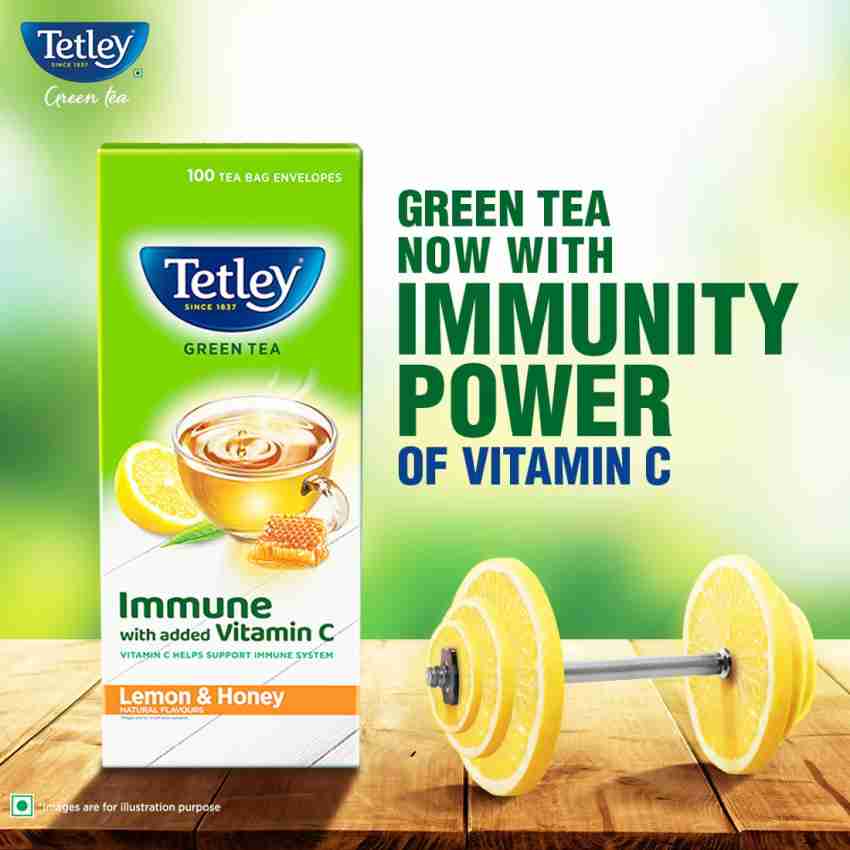 Tetley
SINCE 1837
Green tea
100 TEA BAG ENVELOPES
Tetley
SINCE 1837
GREEN TEA
Immune
with added Vitamin C
VITAMIN C HELPS SUPPORT IMMUNE SYSTEM
Lemon & Honey
NATURAL FLAVOURS
GREEN TEA
NOW WITH
IMMUNITY
POWER
OF VITAMIN C
*Images are for illustration purpose